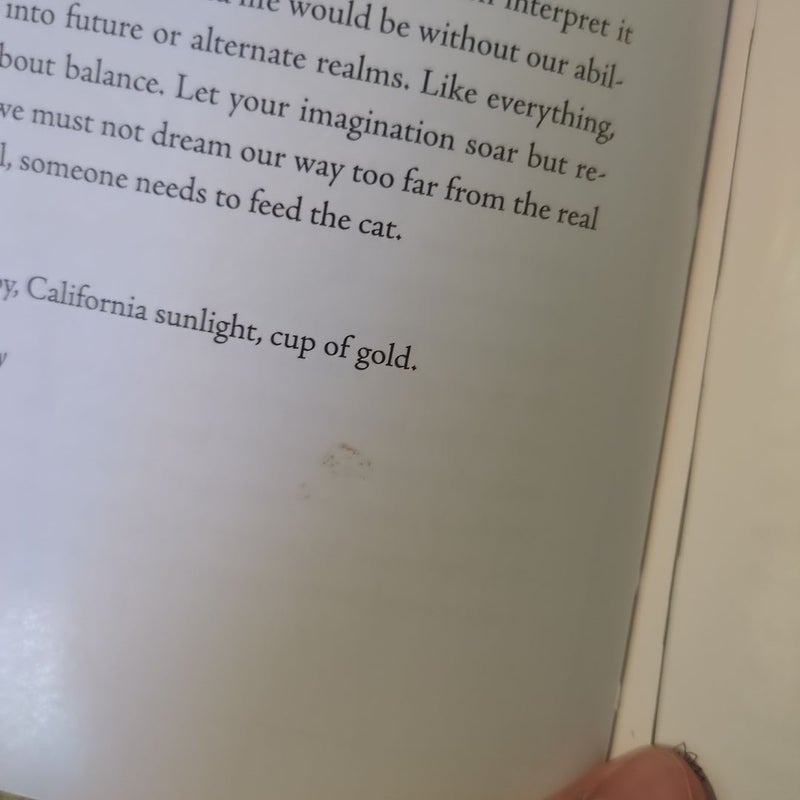 interpret it
life would be without our abil-
into future or alternate realms. Like everything,
bout balance. Let your imagination soar but re-
we must not dream our way too far from the real
l, someone needs to feed the cat.
y, California sunlight, cup of gold.
y